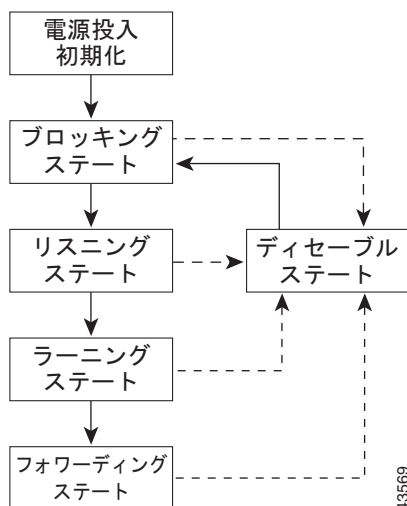 電源投入
初期化
ブロッキング
ステート
リスニング
ステート
ディセーブル
ステート
ラーニング
ステート
フォワーディング
ステート
43569